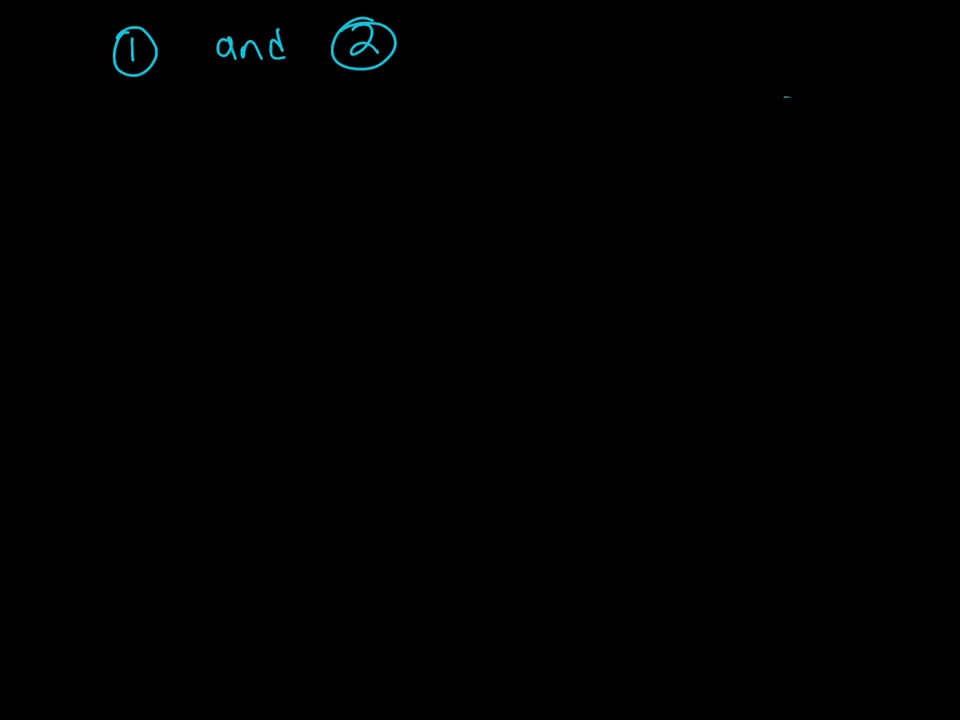 ① and ②